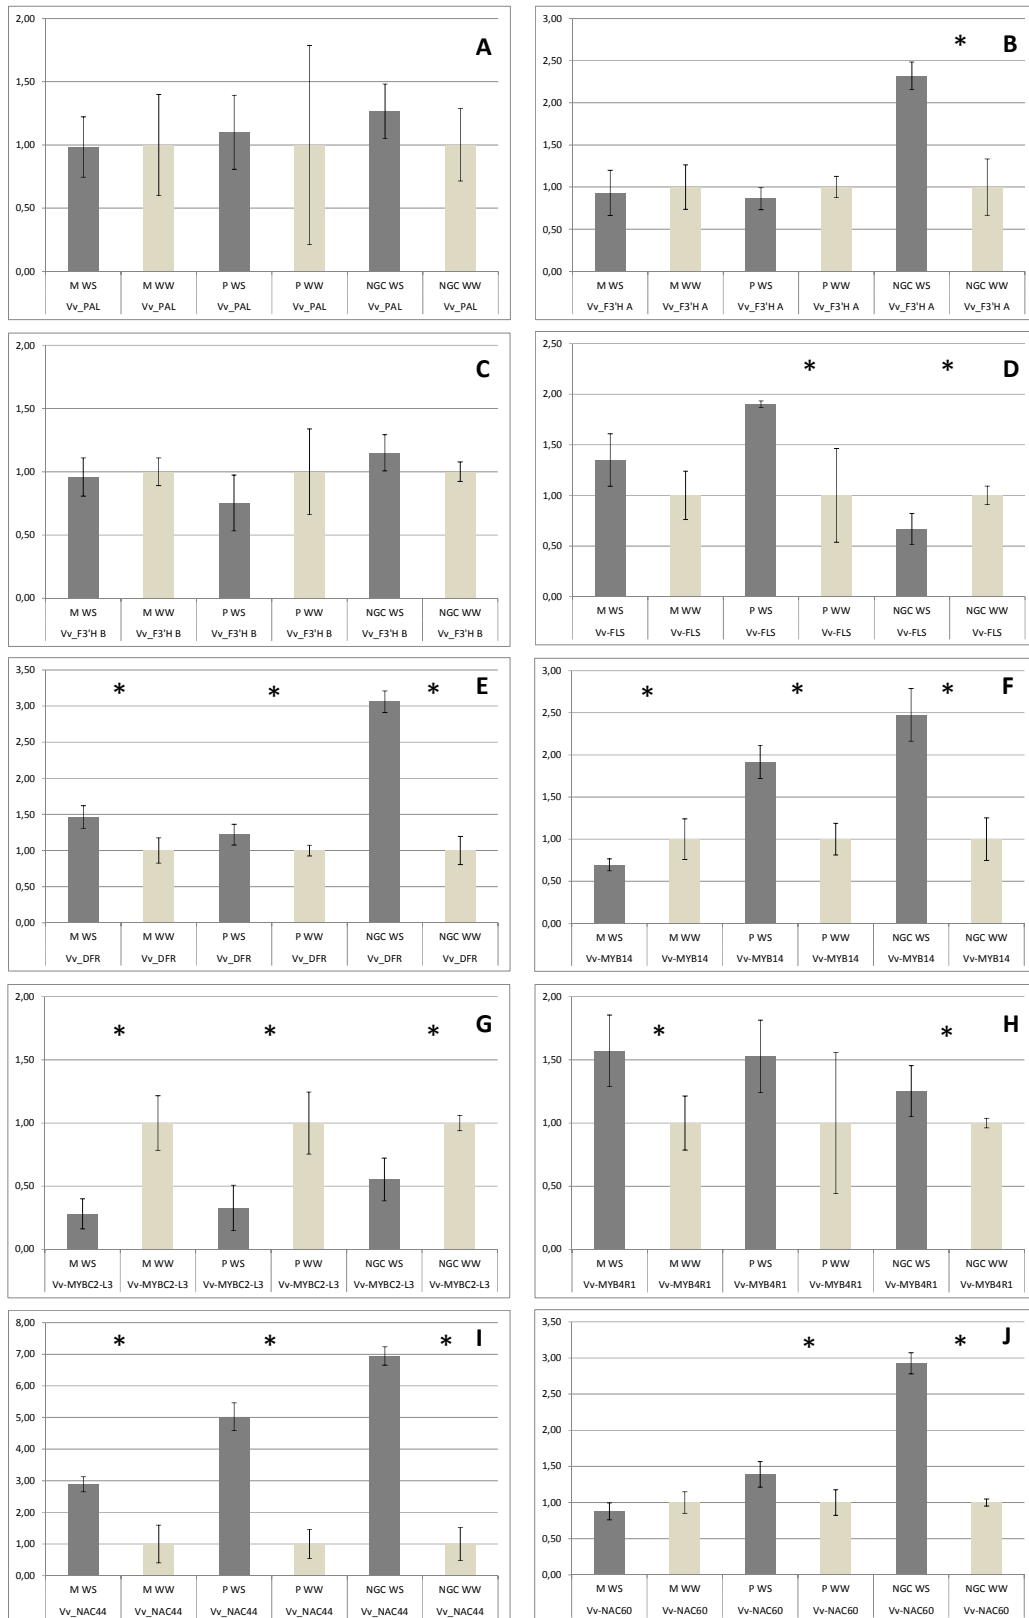 2,00
1,50
1,00
0,50
0,00
A
M WS M WW P WS P WW NGC WS NGC WW
Vv_PAL Vv_PAL Vv_PAL Vv_PAL Vv_PAL Vv_PAL
3,00
2,50
2,00
1,50
1,00
0,50
0,00
* B
M WS M WW P WS P WW NGC WS NGC WW
Vv_F3'H A Vv_F3'H A Vv_F3'H A Vv_F3'H A Vv_F3'H A Vv_F3'H A
2,00
1,50
1,00
0,50
0,00
C
M WS M WW P WS P WW NGC WS NGC WW
Vv_F3'H B Vv_F3'H B Vv_F3'H B Vv_F3'H B Vv_F3'H B Vv_F3'H B
2,50
2,00
1,50
1,00
0,50
0,00
* * D
M WS M WW P WS P WW NGC WS NGC WW
Vv-FLS Vv-FLS Vv-FLS Vv-FLS Vv-FLS Vv-FLS
3,50
3,00
2,50
2,00
1,50
1,00
0,50
0,00
* * * E
M WS M WW P WS P WW NGC WS NGC WW
Vv_DFR Vv_DFR Vv_DFR Vv_DFR Vv_DFR Vv_DFR
3,00
2,50
2,00
1,50
1,00
0,50
0,00
* * * F
M WS M WW P WS P WW NGC WS NGC WW
Vv-MYB14 Vv-MYB14 Vv-MYB14 Vv-MYB14 Vv-MYB14 Vv-MYB14
2,00
1,50
1,00
0,50
0,00
* * * G
M WS M WW P WS P WW NGC WS NGC WW
Vv-MYBC2-L3 Vv-MYBC2-L3 Vv-MYBC2-L3 Vv-MYBC2-L3 Vv-MYBC2-L3 Vv-MYBC2-L3
2,00
1,50
1,00
0,50
0,00
* * H
M WS M WW P WS P WW NGC WS NGC WW
Vv-MYB4R1 Vv-MYB4R1 Vv-MYB4R1 Vv-MYB4R1 Vv-MYB4R1 Vv-MYB4R1
8,00
7,00
6,00
5,00
4,00
3,00
2,00
1,00
0,00
* * * I
M WS M WW P WS P WW NGC WS NGC WW
Vv_NAC44 Vv_NAC44 Vv_NAC44 Vv_NAC44 Vv_NAC44 Vv_NAC44
3,50
3,00
2,50
2,00
1,50
1,00
0,50
0,00
* * J
M WS M WW P WS P WW NGC WS NGC WW
Vv-NAC60 Vv-NAC60 Vv-NAC60 Vv-NAC60 Vv-NAC60 Vv-NAC60